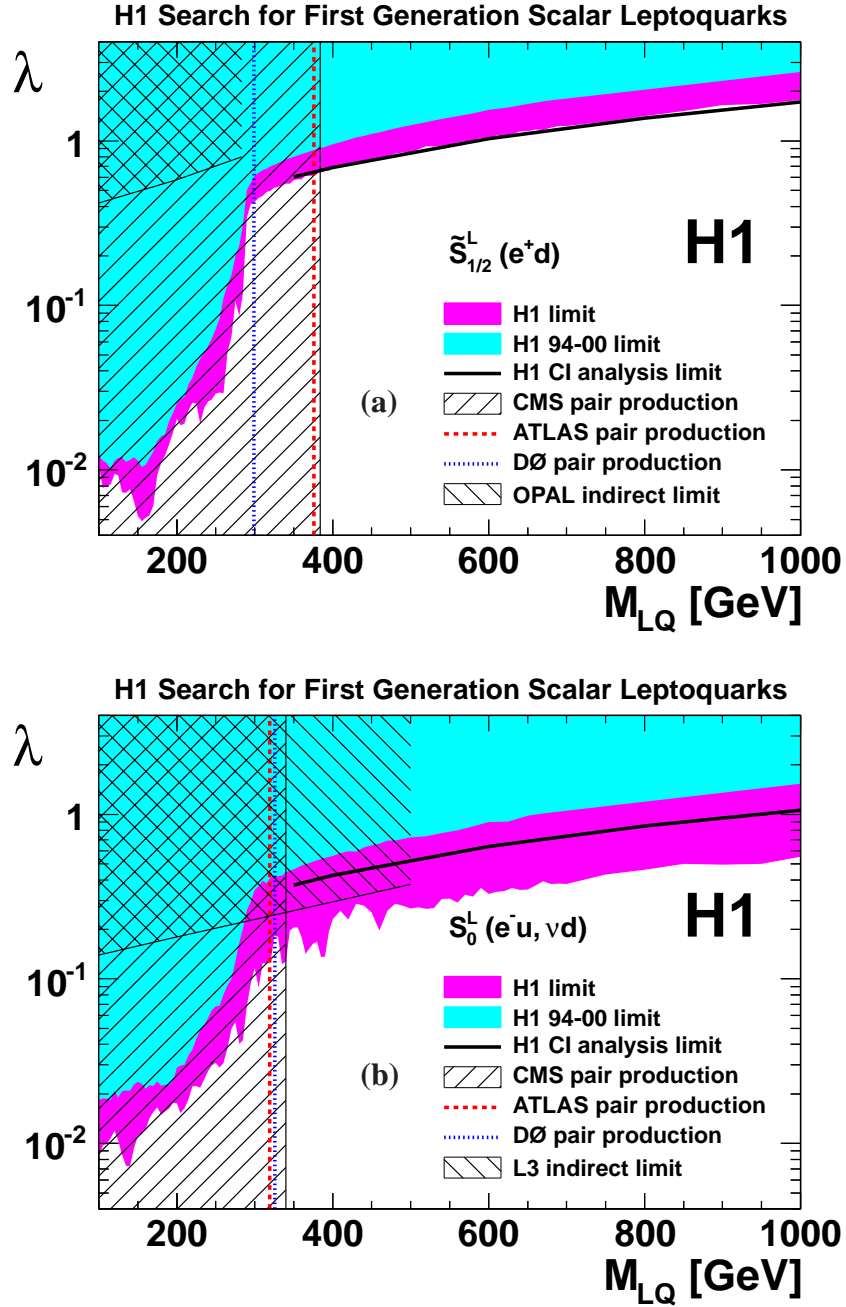 H1 Search for First Generation Scalar Leptoquarks
λ
1
10⁻¹
10⁻²
H1
S̃ᴸ₁/₂ (e⁺d)
H1 limit
H1 94-00 limit
H1 CI analysis limit
(a)
CMS pair production
ATLAS pair production
DØ pair production
OPAL indirect limit
200 400 600 800 1000
M_LQ [GeV]
H1 Search for First Generation Scalar Leptoquarks
λ
1
10⁻¹
10⁻²
H1
Sᴸ₀ (e⁻u, νd)
H1 limit
H1 94-00 limit
H1 CI analysis limit
(b)
CMS pair production
ATLAS pair production
DØ pair production
L3 indirect limit
200 400 600 800 1000
M_LQ [GeV]